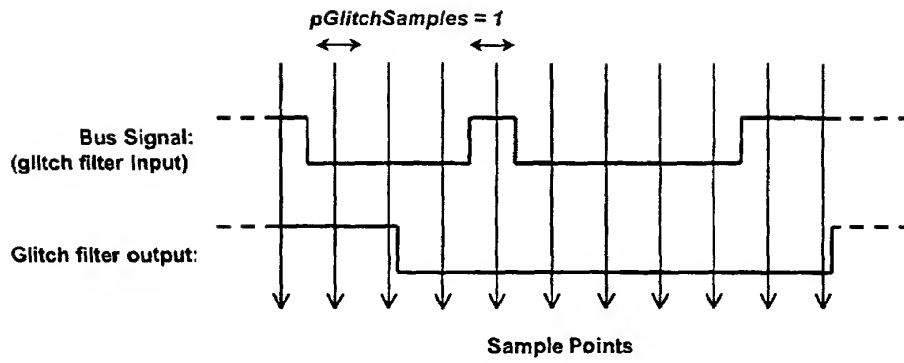 pGlitchSamples = 1
Bus Signal:
(glitch filter input)
Glitch filter output:
Sample Points